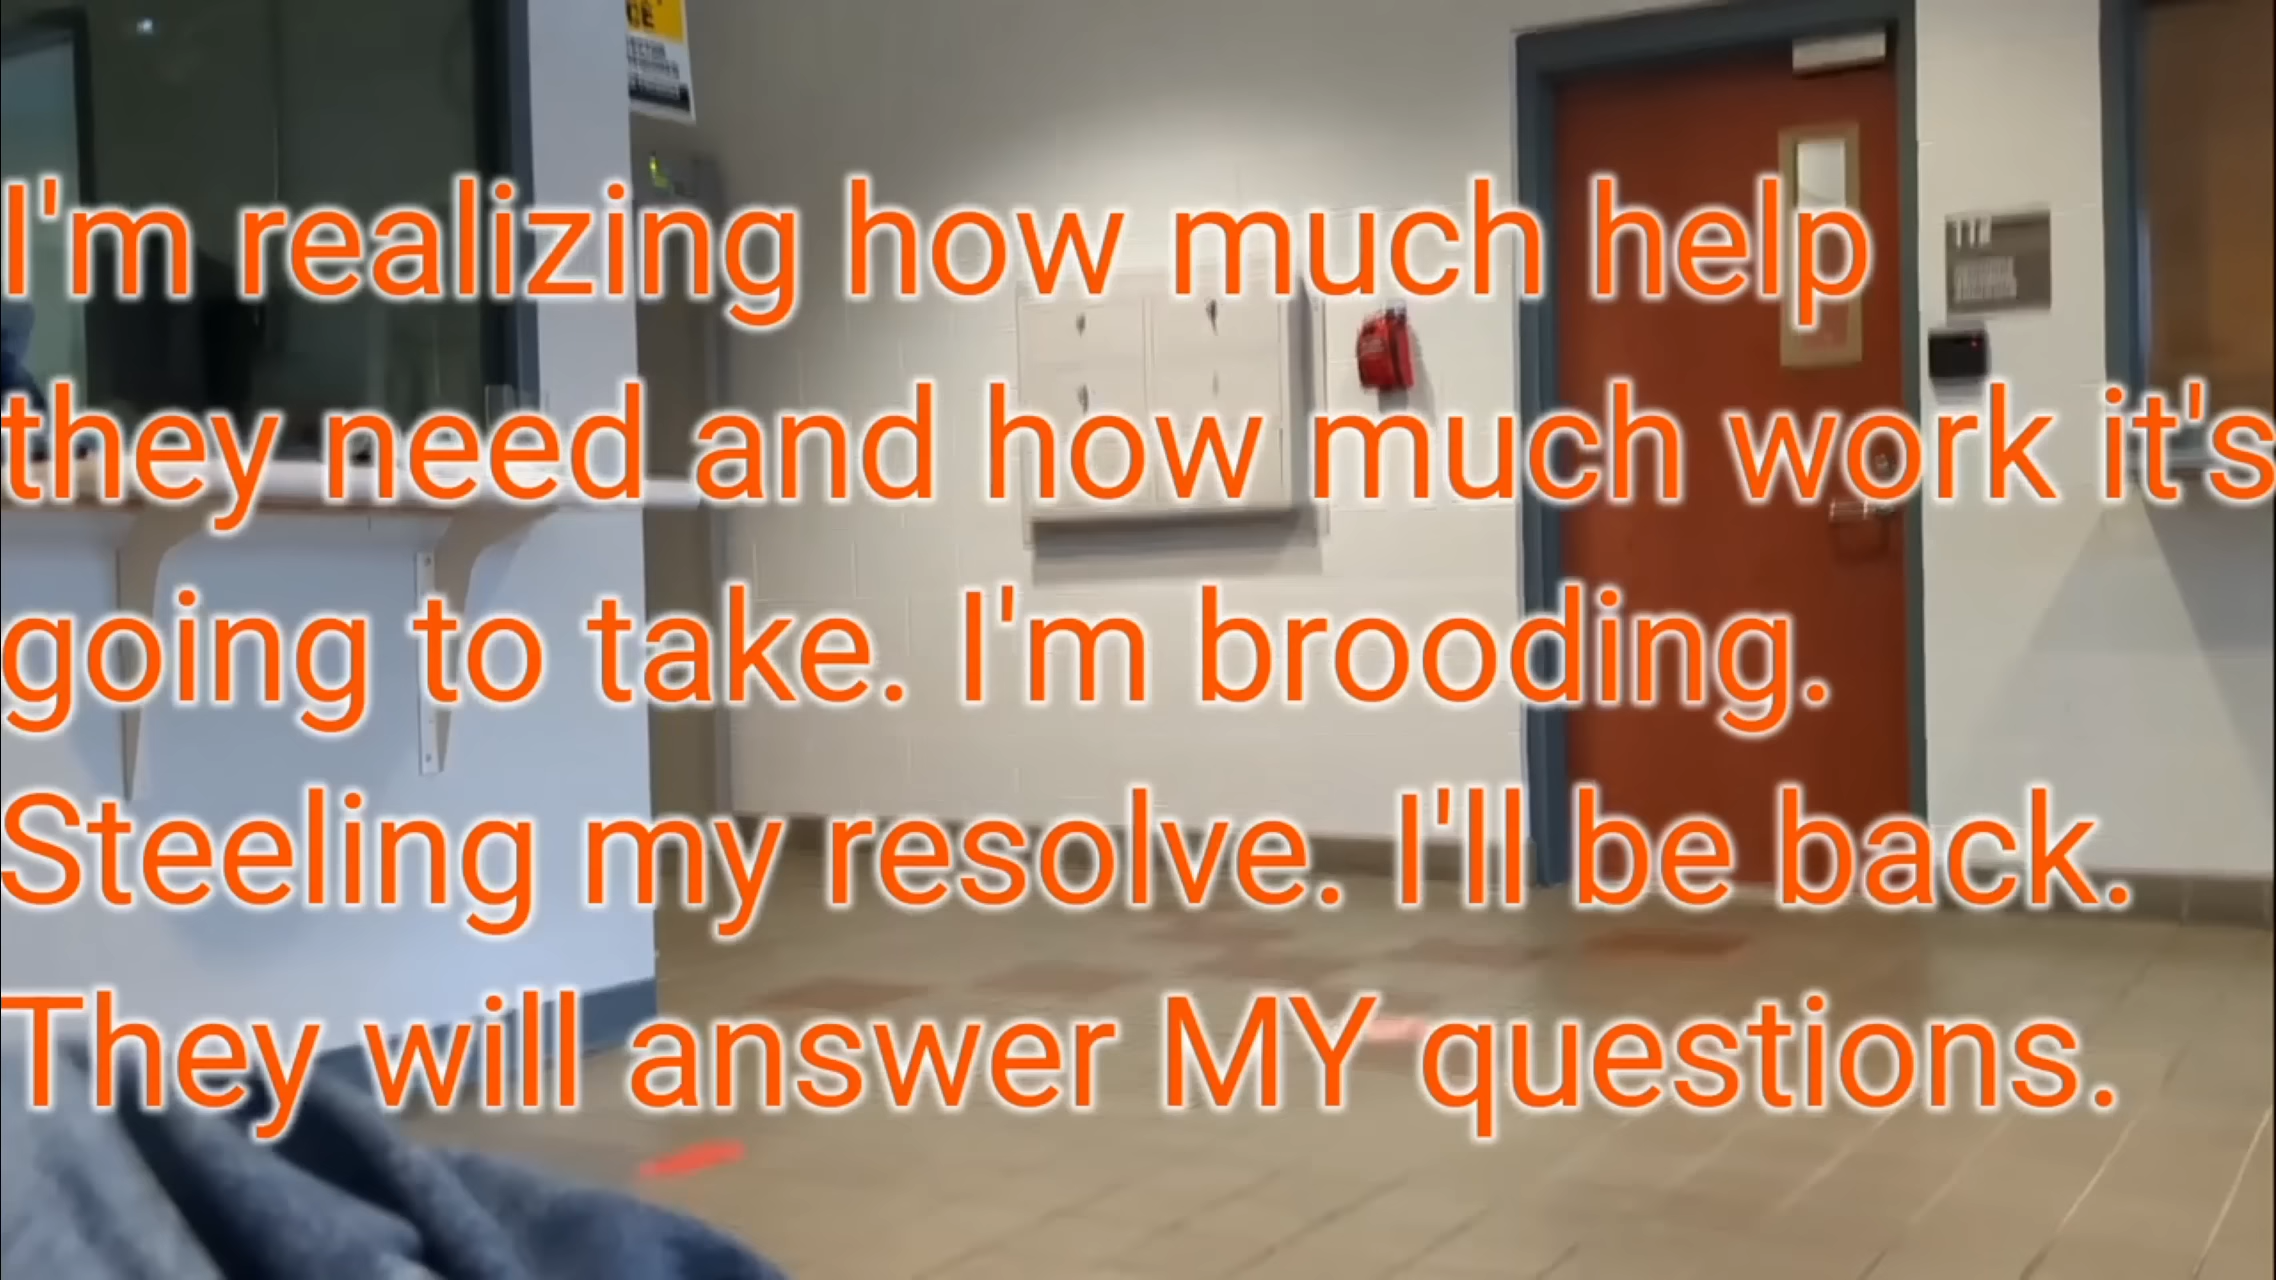 CE
I'm realizing how much help
they need and how much work it's
going to take. I'm brooding.
Steeling my resolve. I'll be back.
They will answer MY questions.